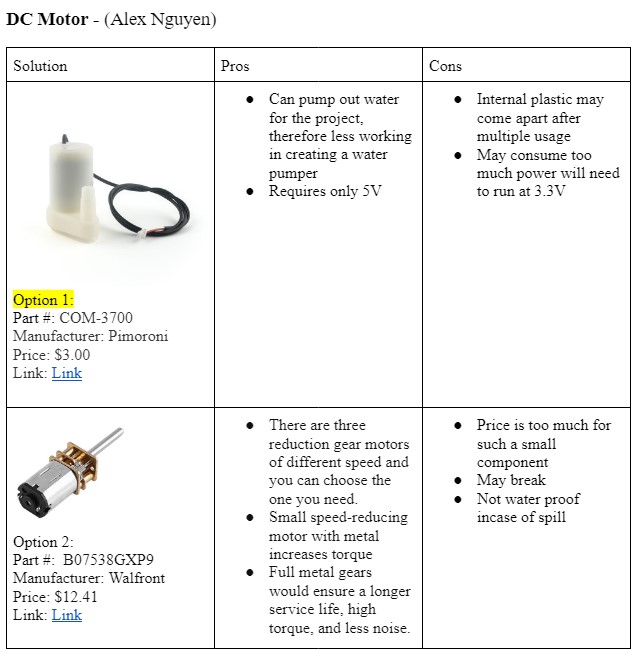 DC Motor - (Alex Nguyen)
Solution
Pros
Cons
Option 1:
Part #: COM-3700
Manufacturer: Pimoroni
Price: $3.00
Link: Link
● Can pump out water
for the project,
therefore less working
in creating a water
pumper
● Requires only 5V
● Internal plastic may
come apart after
multiple usage
● May consume too
much power will need
to run at 3.3V
Option 2:
Part #: B07538GXP9
Manufacturer: Walfront
Price: $12.41
Link: Link
● There are three
reduction gear motors
of different speed and
you can choose the
one you need.
● Small speed-reducing
motor with metal
increases torque
● Full metal gears
would ensure a longer
service life, high
torque, and less noise.
● Price is too much for
such a small
component
● May break
● Not water proof
incase of spill